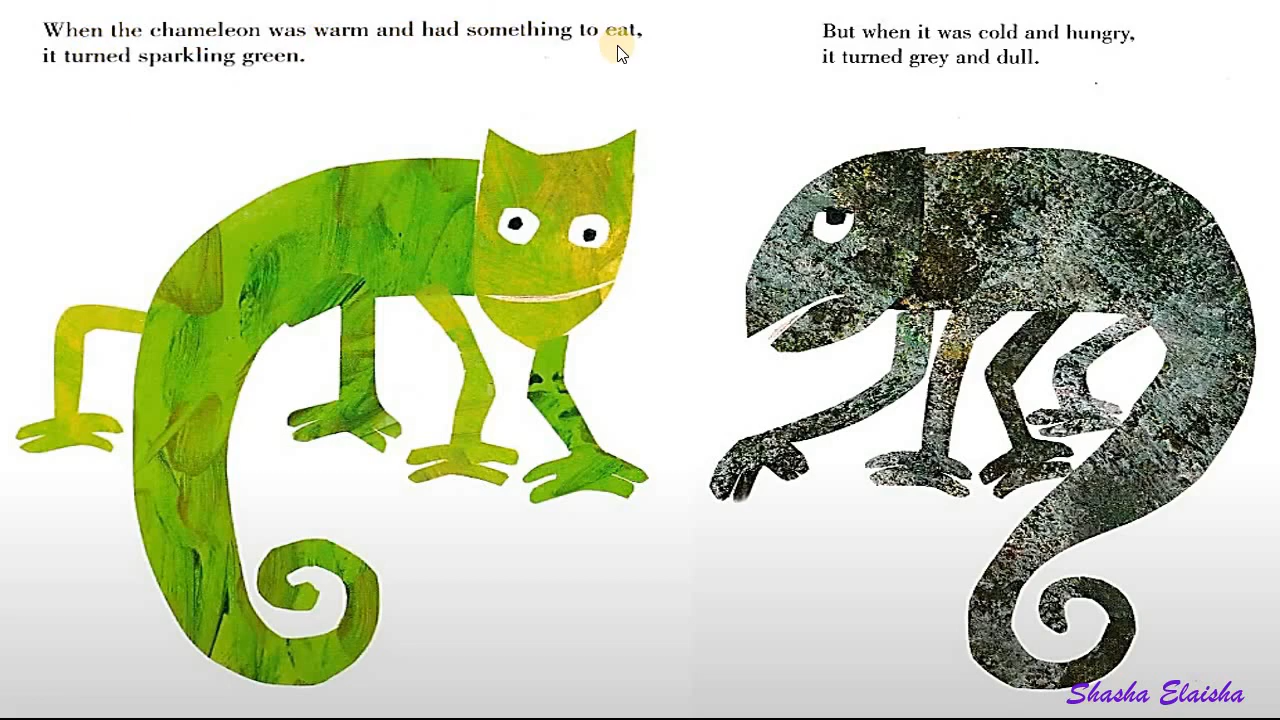 When the chameleon was warm and had something to eat,
it turned sparkling green.
But when it was cold and hungry,
it turned grey and dull.
Shasha Elaisha